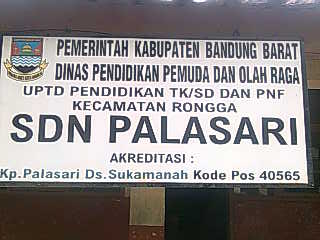 PEMERINTAH KABUPATEN BANDUNG BARAT
DINAS PENDIDIKAN PEMUDA DAN OLAH RAGA
UPTD PENDIDIKAN TK/SD DAN PNF
KECAMATAN RONGGA
SDN PALASARI
AKREDITASI :
Kp.Palasari Ds.Sukamanah Kode Pos 40565